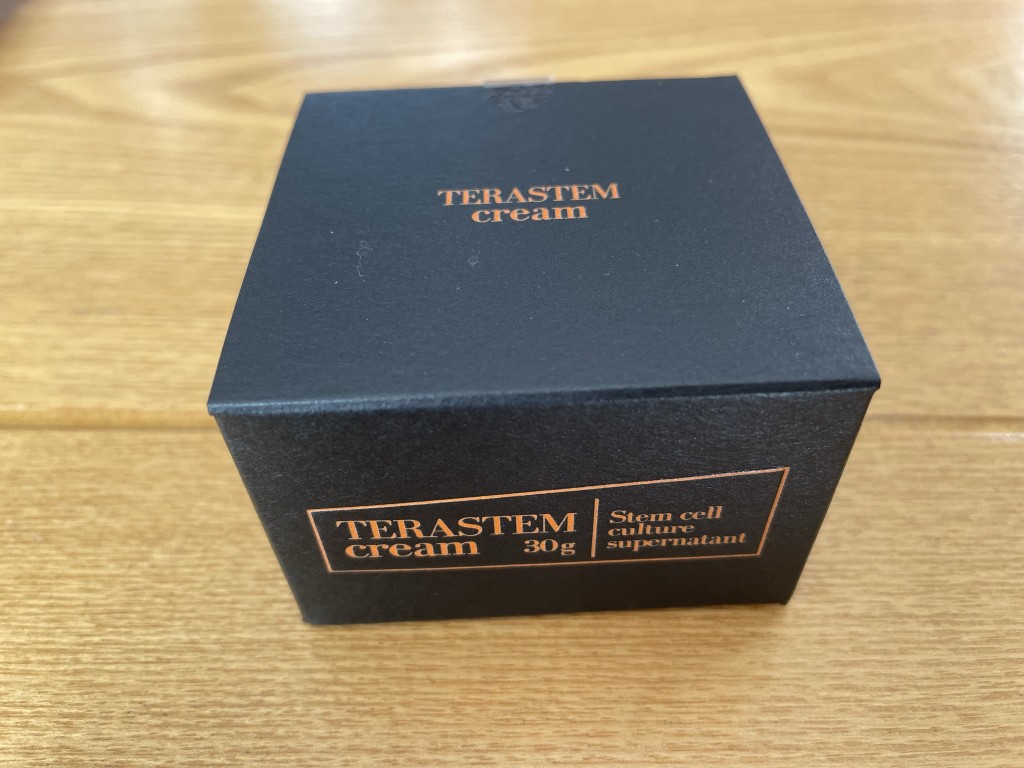 TERASTEM
cream
TERASTEM
cream 30g
Stem cell
culture
supernatant